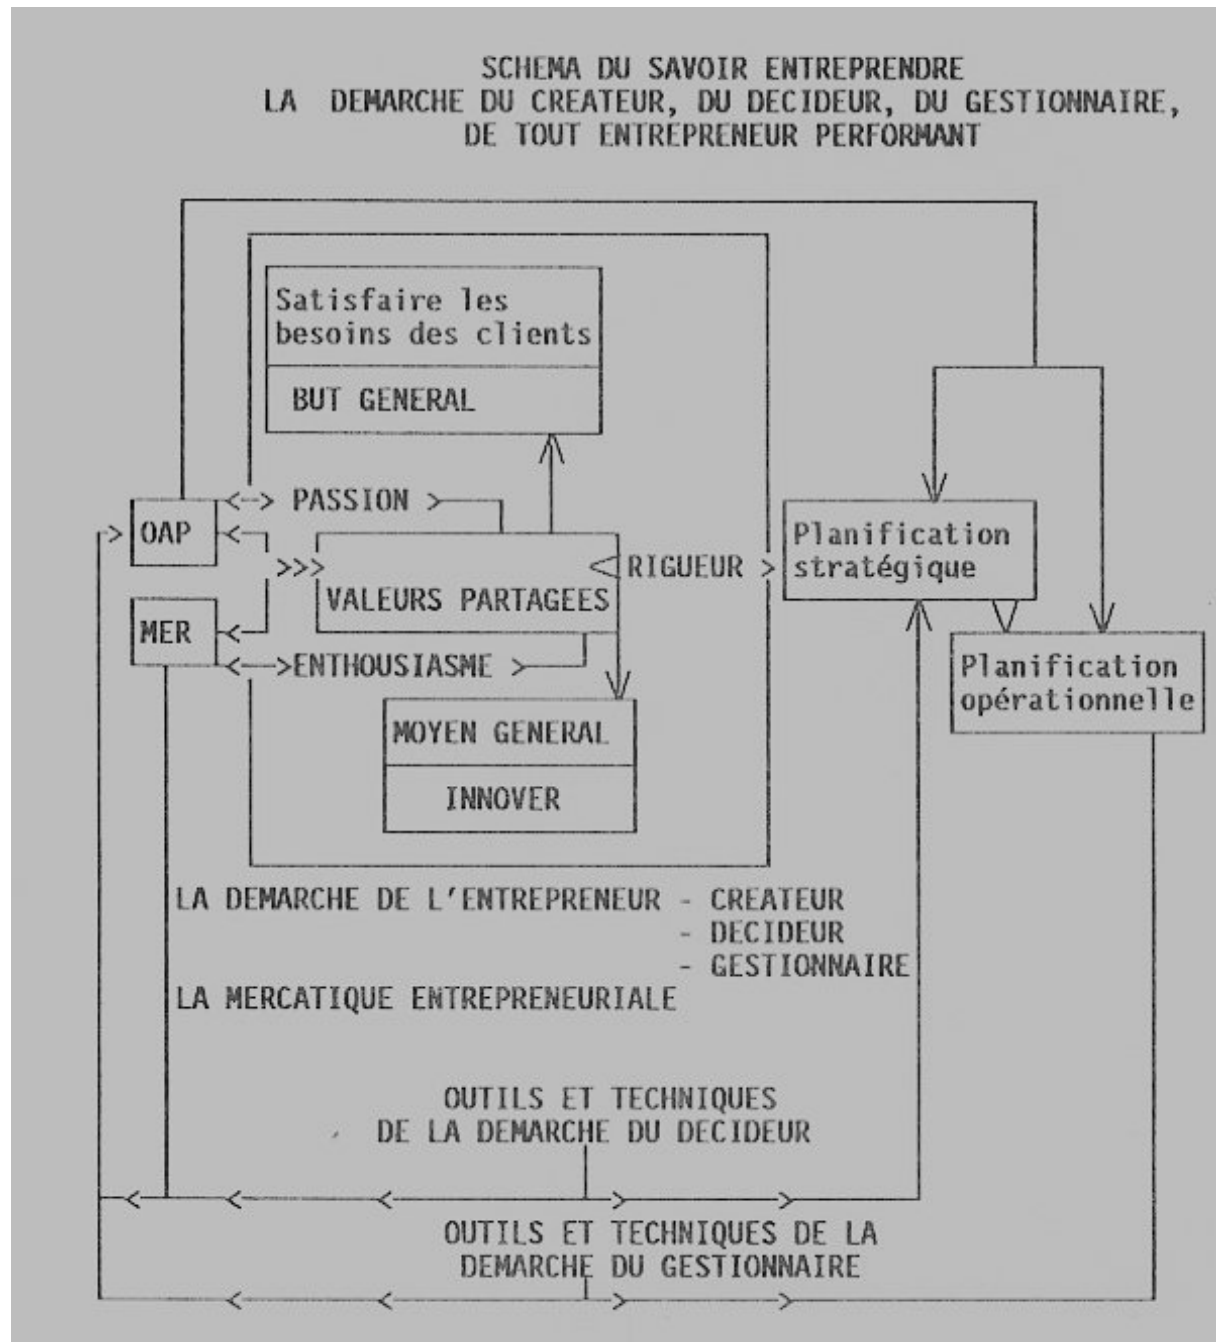 SCHEMA DU SAVOIR ENTREPRENDRE
LA DEMARCHE DU CREATEUR, DU DECIDEUR, DU GESTIONNAIRE,
DE TOUT ENTREPRENEUR PERFORMANT
Satisfaire les
besoins des clients
BUT GENERAL
PASSION
OAP
RIGUEUR
VALEURS PARTAGEES
MER
ENTHOUSIASME
MOYEN GENERAL
INNOVER
Planification
stratégique
Planification
opérationnelle
LA DEMARCHE DE L'ENTREPRENEUR - CREATEUR
- DECIDEUR
- GESTIONNAIRE
LA MERCATIQUE ENTREPRENEURIALE
OUTILS ET TECHNIQUES
DE LA DEMARCHE DU DECIDEUR
OUTILS ET TECHNIQUES DE LA
DEMARCHE DU GESTIONNAIRE